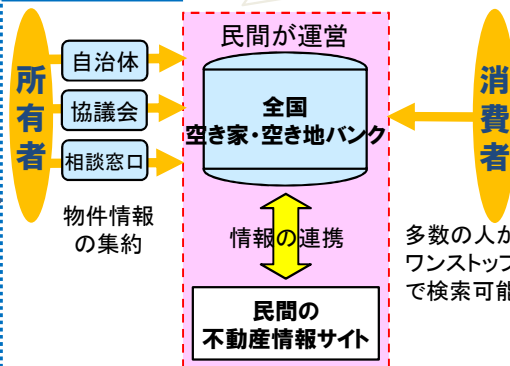 民間が運営
所有者
自治体
協議会
相談窓口
全国
空き家・空き地バンク
消費者
物件情報
の集約
情報の連携
多数の人が
ワンストップ
で検索可能
民間の
不動産情報サイト